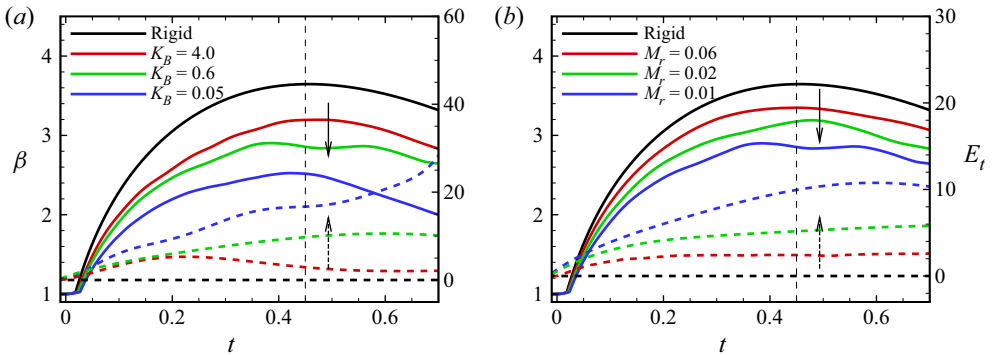 (a)
60
(b)
30
4
Rigid
K_B = 4.0
K_B = 0.6
K_B = 0.05
40
3
β
20
2
0
1
0
0.2
0.4
0.6
t
4
Rigid
M_r = 0.06
M_r = 0.02
M_r = 0.01
20
3
E_t
10
2
0
1
0
0.2
0.4
0.6
t